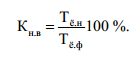 Кн.в = Тё.н / Тё.ф 100 %.